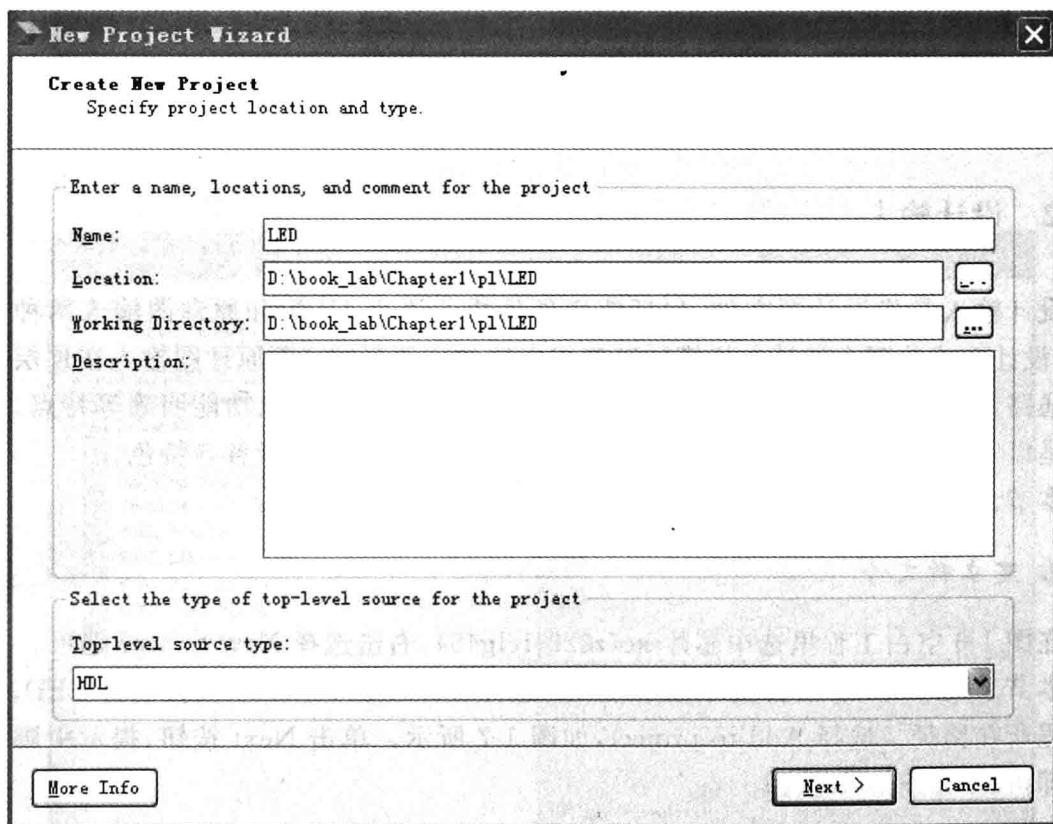 New Project Wizard
Create New Project
Specify project location and type.
Enter a name, locations, and comment for the project
Name:
LED
Location:
D:\book_lab\Chapter1\pl\LED
...
Working Directory:
D:\book_lab\Chapter1\pl\LED
...
Description:
Select the type of top-level source for the project
Top-level source type:
HDL
More Info
Next >
Cancel